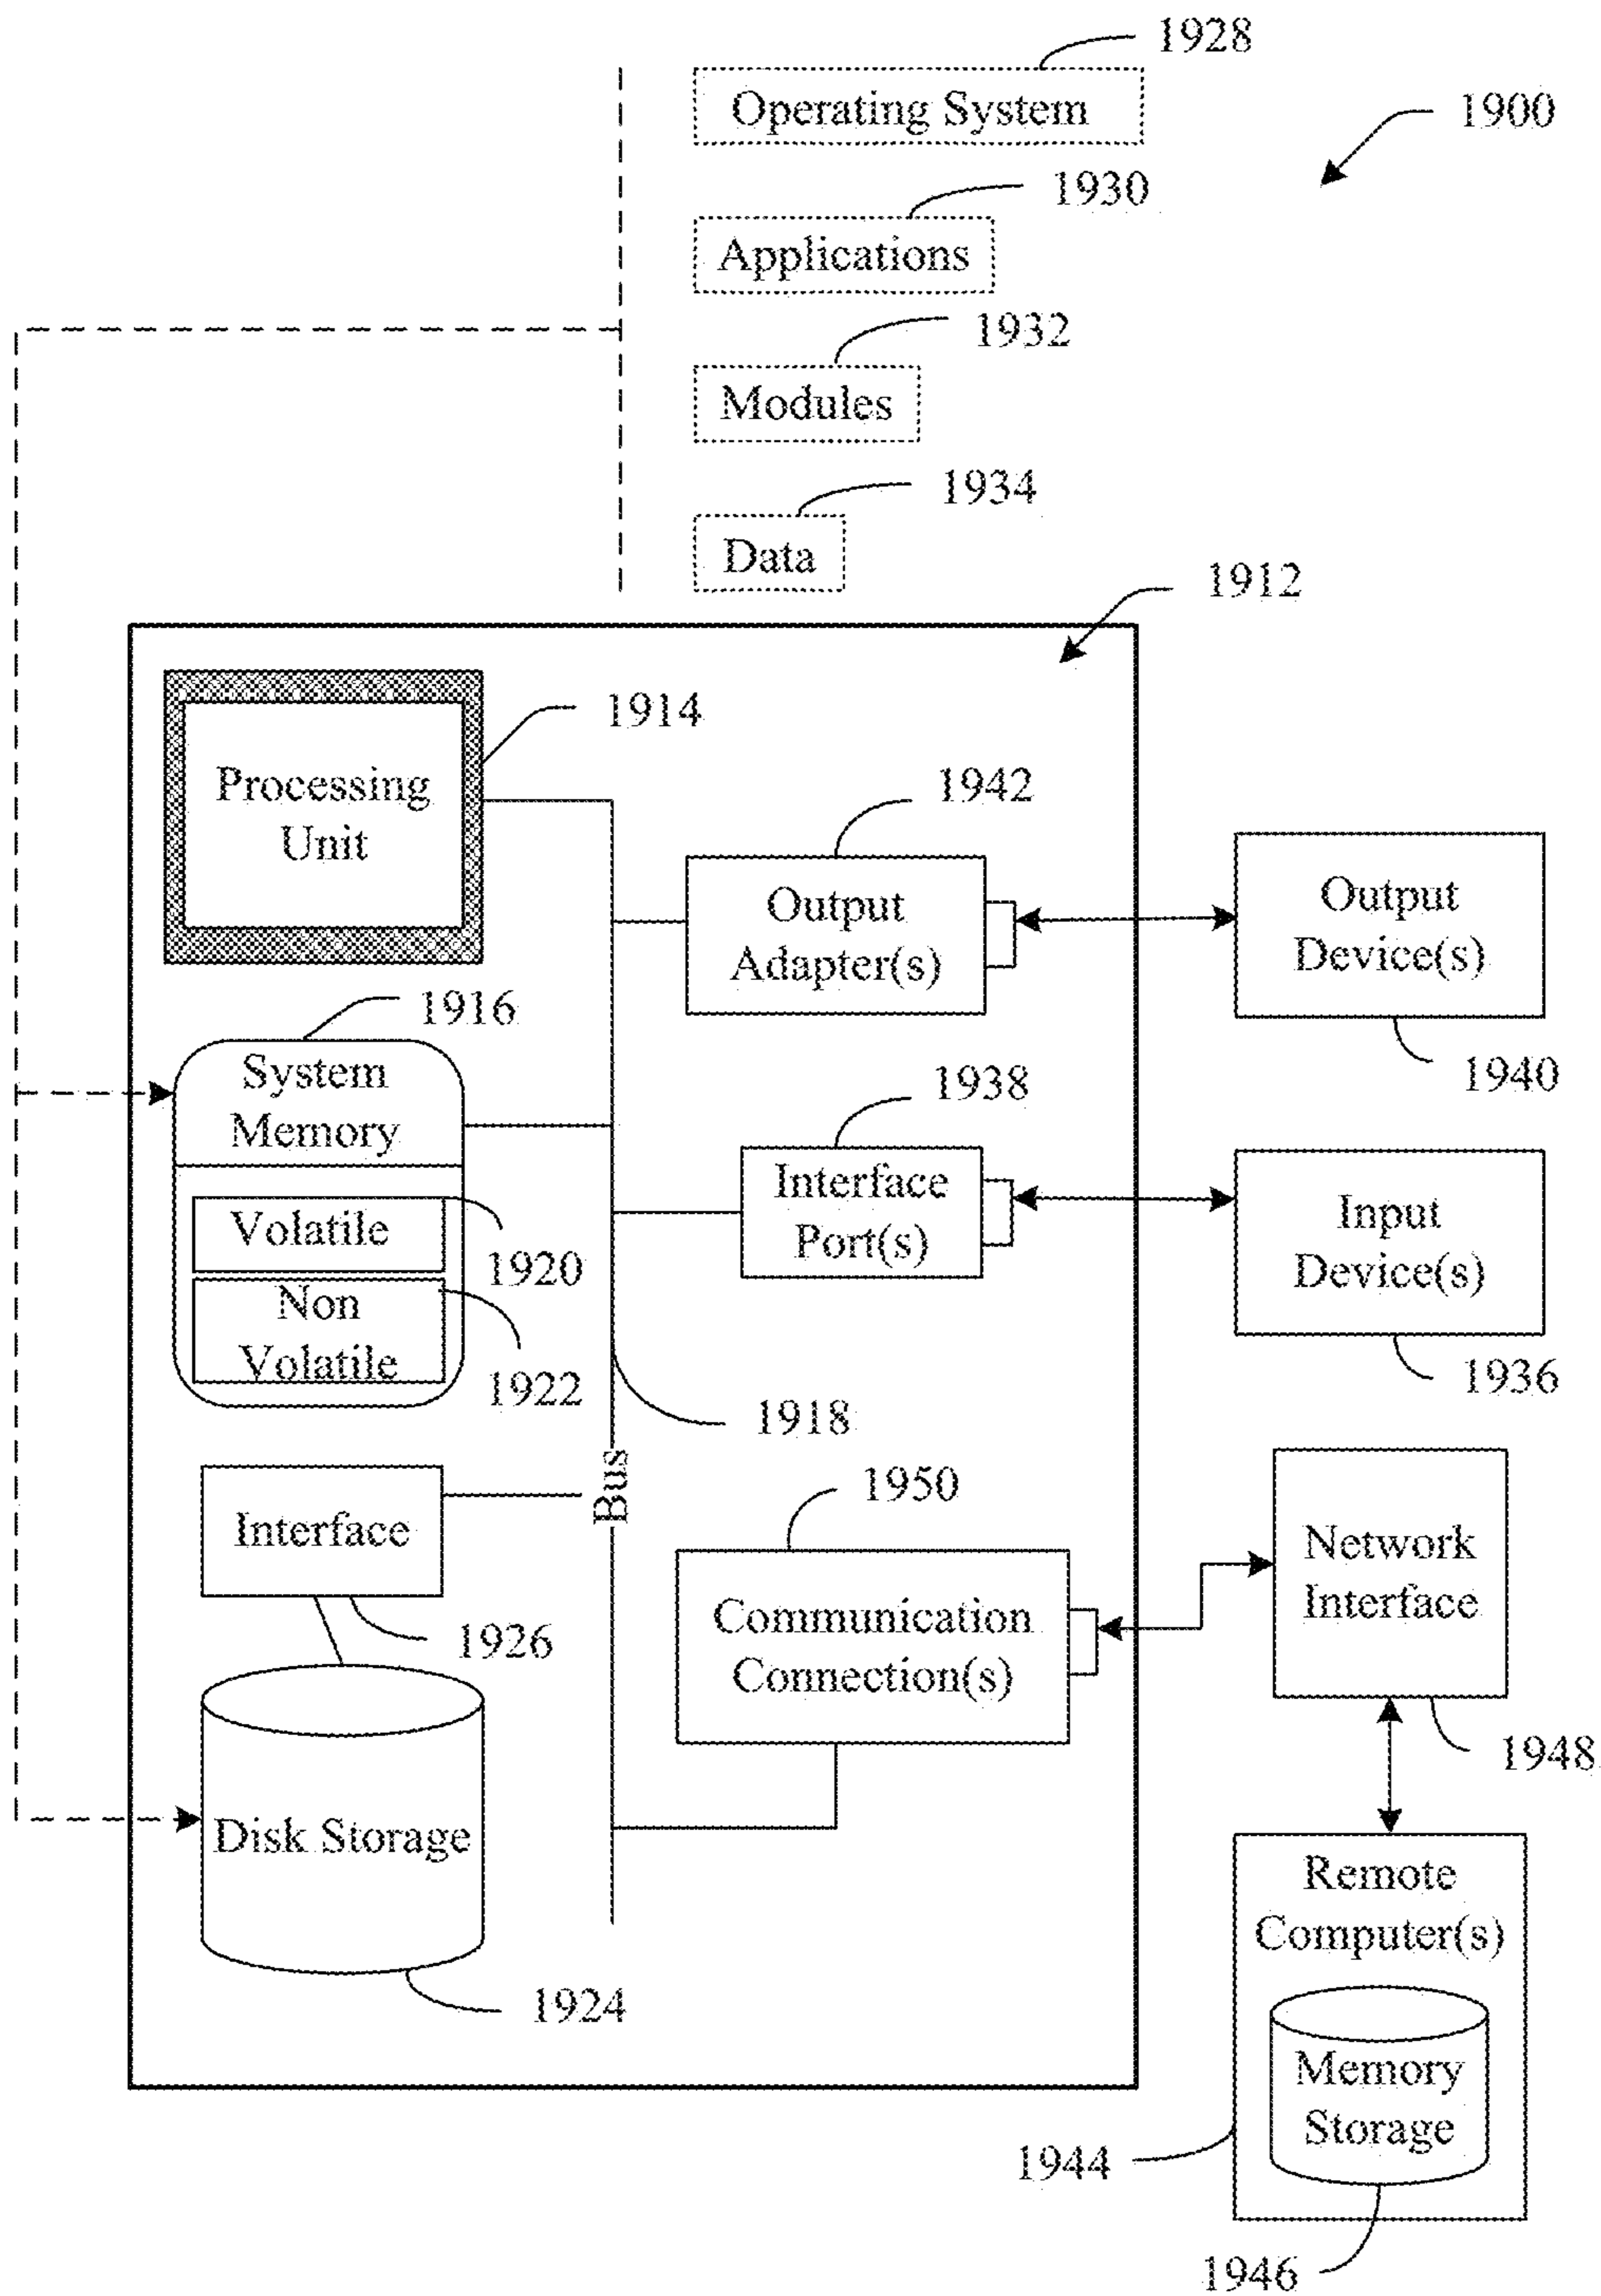 1928
Operating System
1900
1930
Applications
1932
Modules
1934
Data
1912
1914
Processing
Unit
1942
Output
Adapter(s)
Output
Device(s)
1940
1916
System
Memory
1938
Interface
Port(s)
Input
Device(s)
1936
Volatile
1920
Non
Volatile
1922
1918
Bus
1950
Interface
1926
Communication
Connection(s)
Network
Interface
1948
Disk Storage
1924
Remote
Computer(s)
Memory
Storage
1944
1946